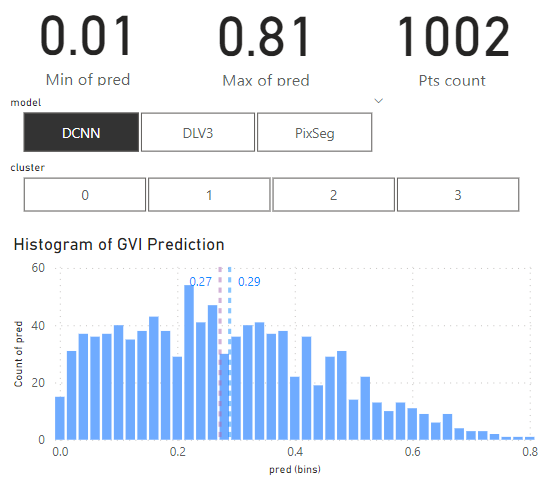 0.01 0.81 1002
Min of pred Max of pred Pts count
model
DCNN DLV3 PixSeg
cluster
0 1 2 3
Histogram of GVI Prediction
60
0.27 0.29
40
Count of pred
20
0
0.0 0.2 0.4 0.6 0.8
pred (bins)